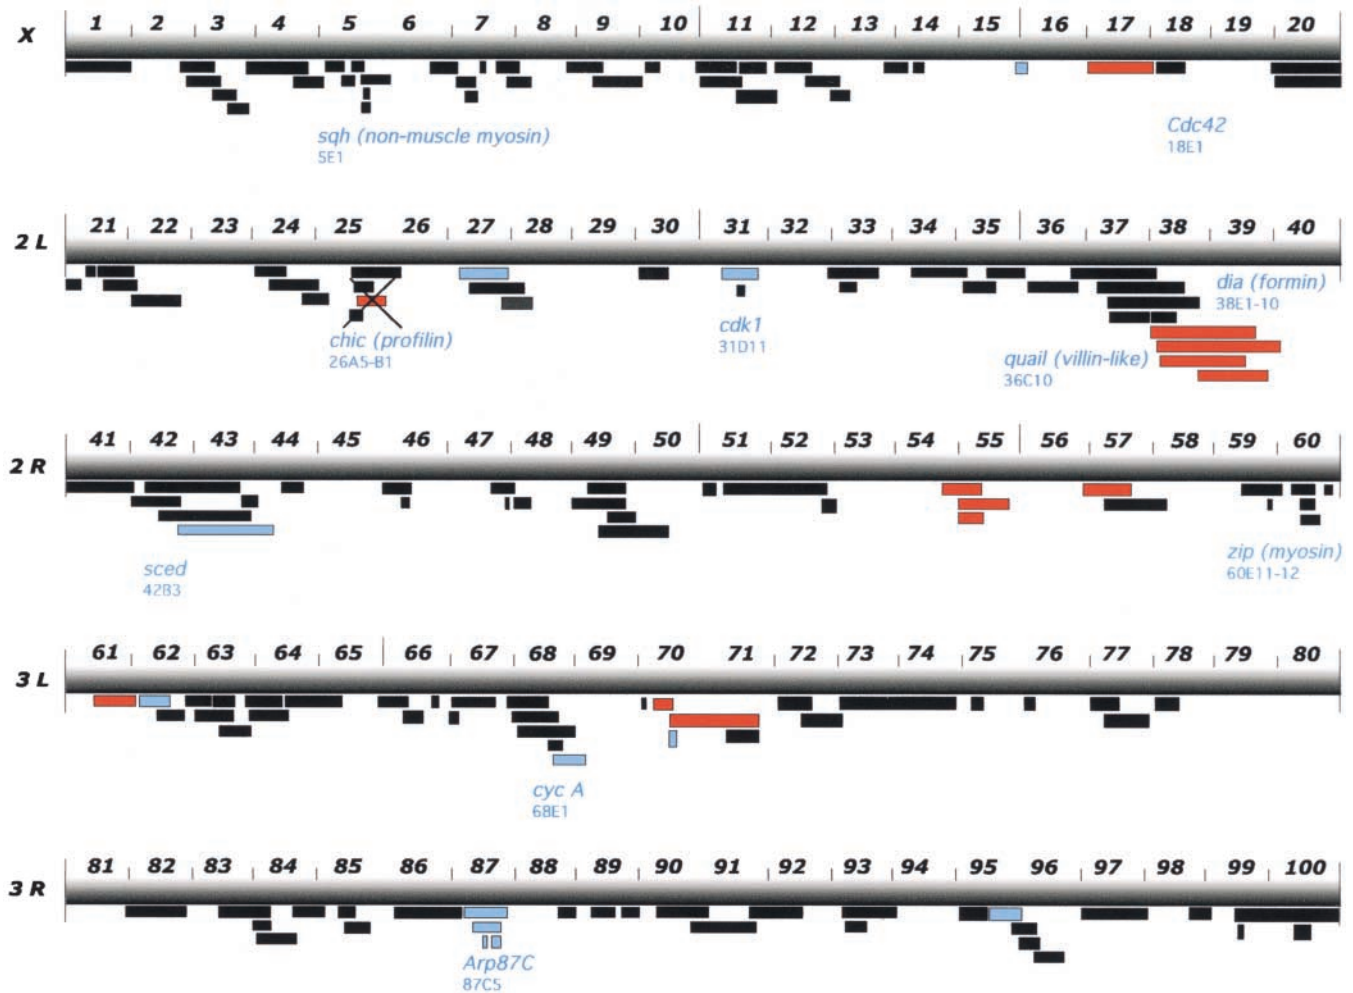 X 1 2 3 4 5 6 7 8 9 10 11 12 13 14 15 16 17 18 19 20
sqh (non-muscle myosin)
5E1
Cdc42
18E1
2L 21 22 23 24 25 26 27 28 29 30 31 32 33 34 35 36 37 38 39 40
chic (profilin)
26A5-B1
cdk1
31D11
quail (villin-like)
36C10
dia (formin)
38E1-10
2R 41 42 43 44 45 46 47 48 49 50 51 52 53 54 55 56 57 58 59 60
sced
42B3
zip (myosin)
60E11-12
3L 61 62 63 64 65 66 67 68 69 70 71 72 73 74 75 76 77 78 79 80
cyc A
68E1
3R 81 82 83 84 85 86 87 88 89 90 91 92 93 94 95 96 97 98 99 100
Arp87C
87C5